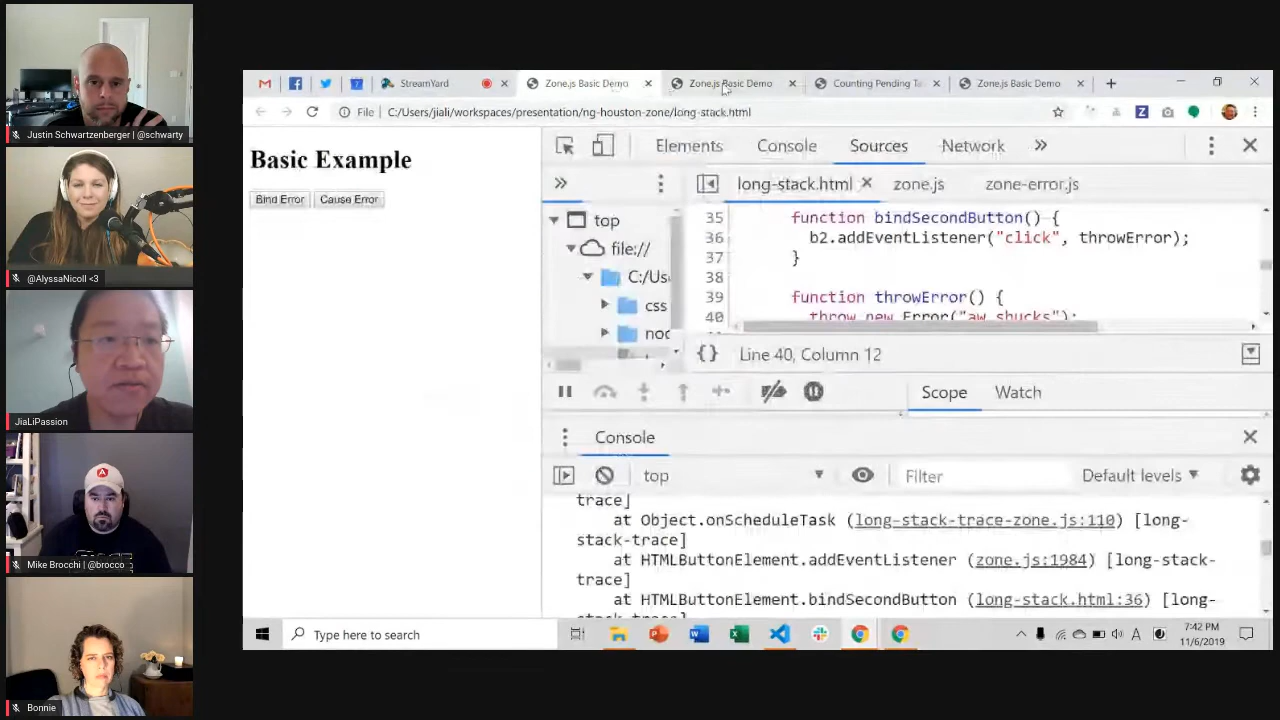 Justin Schwartzenberger | @schwarty
@AlyssaNicoll <3
JiaLiPassion
Mike Brocchi | @brocco
Bonnie
StreamYard
Zone.js Basic Demo
Zone.js Basic Demo
Counting Pending Ta
Zone.js Basic Demo
File | C:/Users/jiali/workspaces/presentation/ng-houston-zone/long-stack.html
Basic Example
Bind Error
Cause Error
Elements
Console
Sources
Network
long-stack.html
zone.js
zone-error.js
top
file://
C:/Use
css
nod
35 function bindSecondButton() {
36 b2.addEventListener("click", throwError);
37 }
38
39 function throwError() {
40 throw new Error("aw shucks");
{} Line 40, Column 12
Scope
Watch
Console
top
Filter
Default levels
trace]
at Object.onScheduleTask (long-stack-trace-zone.js:110) [long-
stack-trace]
at HTMLButtonElement.addEventListener (zone.js:1984) [long-stack-
trace]
at HTMLButtonElement.bindSecondButton (long-stack.html:36) [long-
Type here to search
7:42 PM
11/6/2019